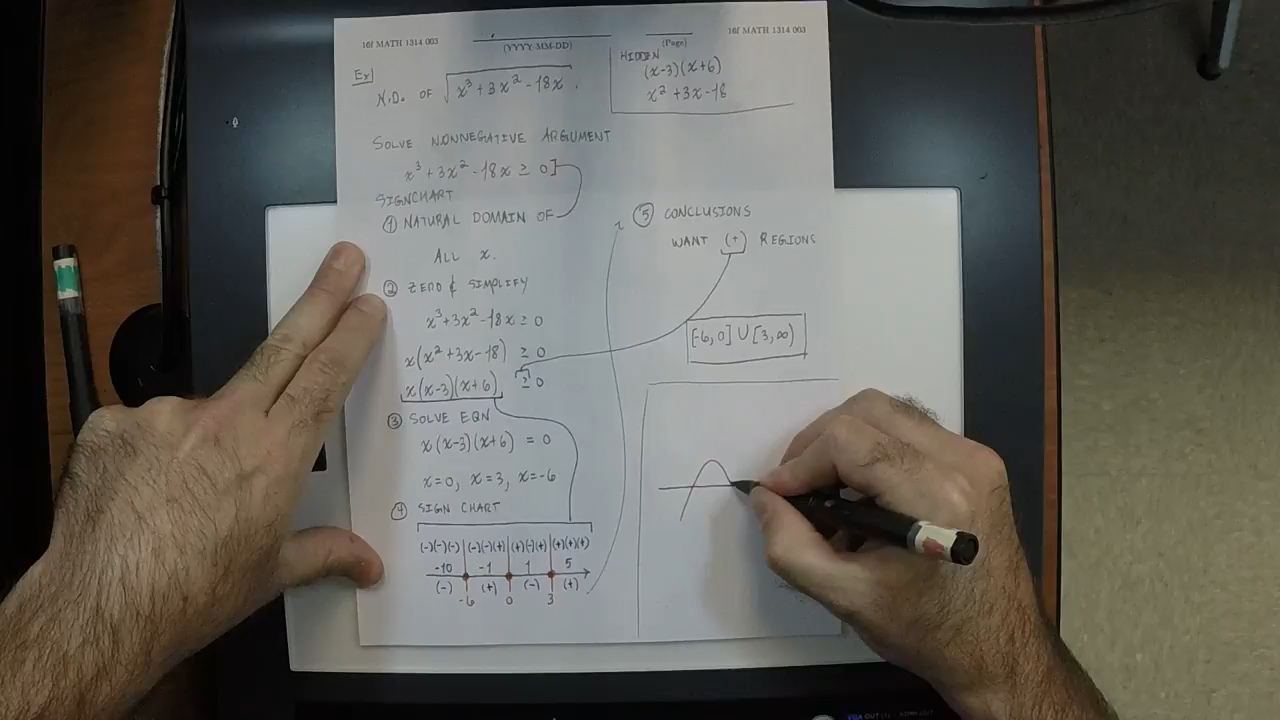 16f MATH 1314 003
(YYYY-MM-DD)
(Page)
16f MATH 1314 003
Ex
N.D. OF √x³+3x²-18x .
HIDDEN
(x-3)(x+6)
x²+3x-18
SOLVE NONNEGATIVE ARGUMENT
x³+3x²-18x ≥ 0]
SIGNCHART
① NATURAL DOMAIN OF
ALL x.
② ZERO & SIMPLIFY
x³+3x²-18x ≥ 0
x(x²+3x-18) ≥ 0
x(x-3)(x+6) ≥ 0
③ SOLVE EQN
x(x-3)(x+6) = 0
x=0, x=3, x=-6
④ SIGN CHART
(-)(-)(-) (-)(-)(+) (+)(-)(+) (+)(+)(+)
-10 -1 1 5
(-) (+) (-) (+)
-6 0 3
⑤ CONCLUSIONS
WANT (+) REGIONS
[-6,0] ∪ [3,∞)